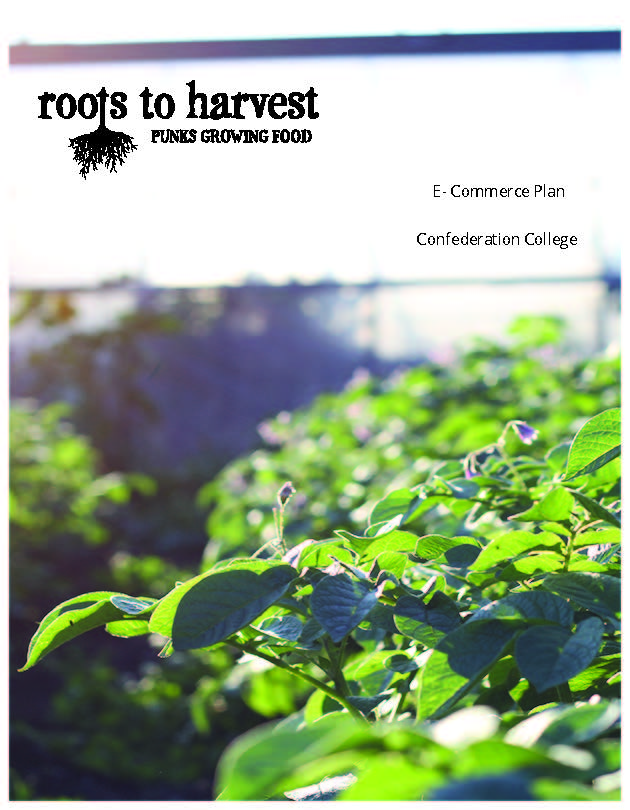 roots to harvest
PUNKS GROWING FOOD
E- Commerce Plan
Confederation College